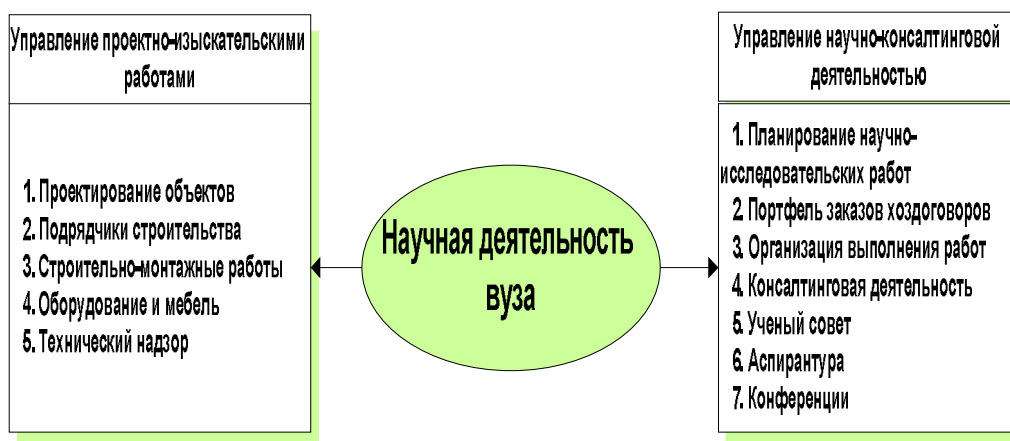 Управление проектно-изыскательскими
работами
1. Проектирование объектов
2. Подрядчики строительства
3. Строительно-монтажные работы
4. Оборудование и мебель
5. Технический надзор
Научная деятельность
вуза
Управление научно-консалтинговой
деятельностью
1. Планирование научно-
исследовательских работ
2. Портфель заказов хоздоговоров
3. Организация выполнения работ
4. Консалтинговая деятельность
5. Ученый совет
6. Аспирантура
7. Конференции